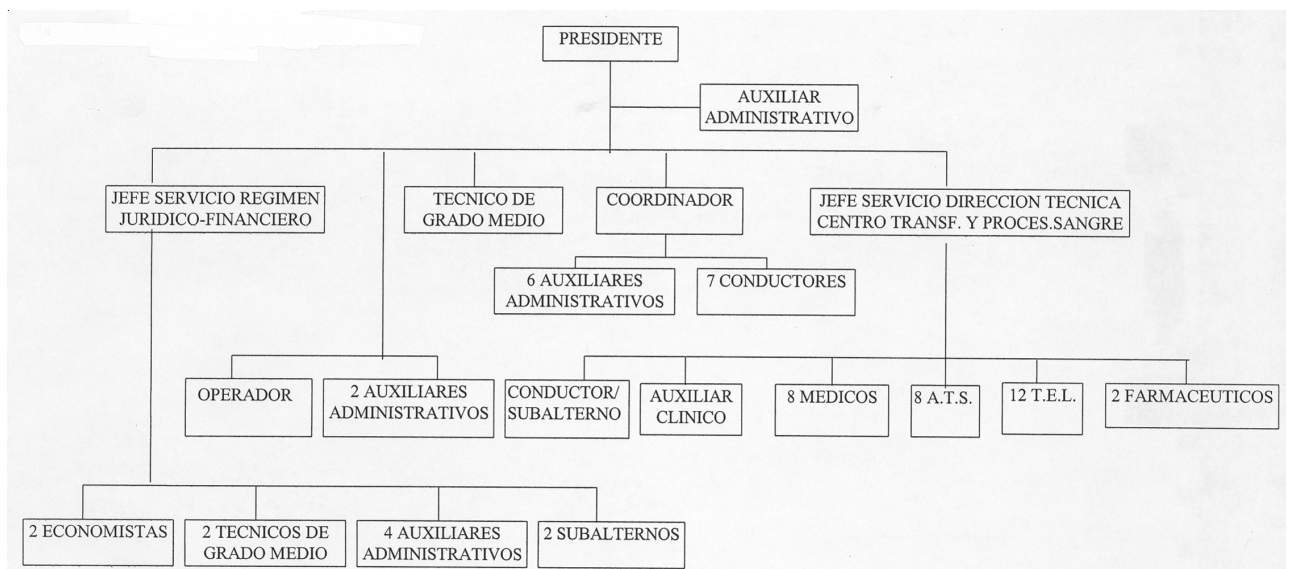 PRESIDENTE
AUXILIAR
ADMINISTRATIVO
JEFE SERVICIO REGIMEN
JURIDICO-FINANCIERO
TECNICO DE
GRADO MEDIO
COORDINADOR
JEFE SERVICIO DIRECCION TECNICA
CENTRO TRANSF. Y PROCES.SANGRE
6 AUXILIARES
ADMINISTRATIVOS
7 CONDUCTORES
OPERADOR
2 AUXILIARES
ADMINISTRATIVOS
CONDUCTOR/
SUBALTERNO
AUXILIAR
CLINICO
8 MEDICOS
8 A.T.S.
12 T.E.L.
2 FARMACEUTICOS
2 ECONOMISTAS
2 TECNICOS DE
GRADO MEDIO
4 AUXILIARES
ADMINISTRATIVOS
2 SUBALTERNOS